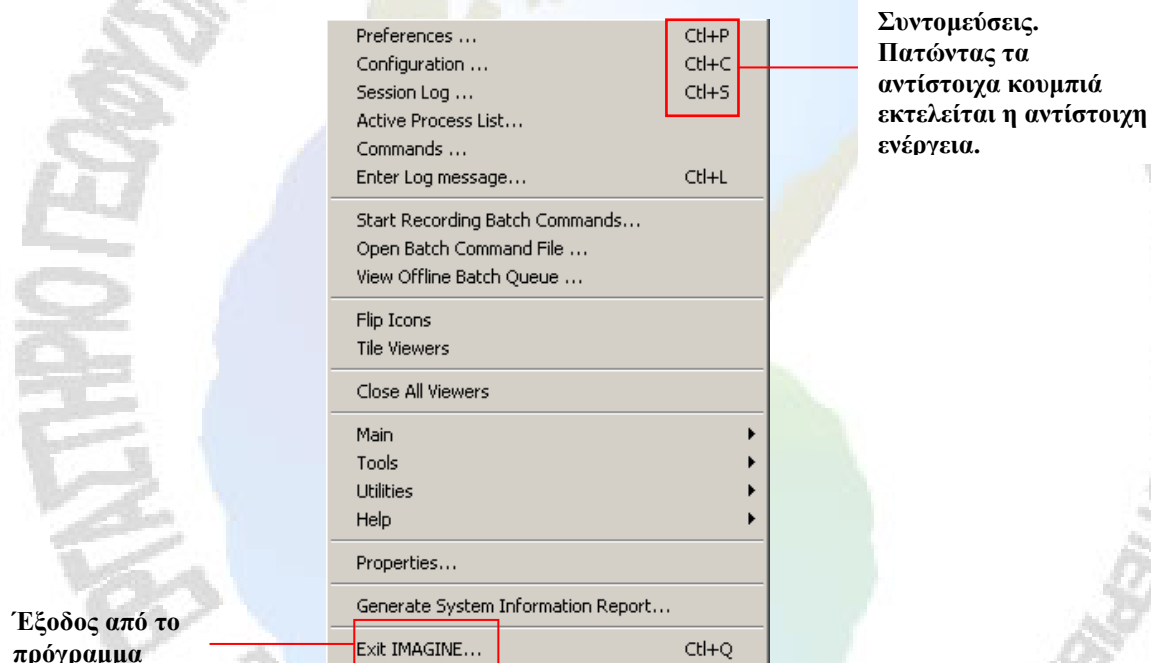 Preferences ... Ctl+P
Configuration ... Ctl+C
Session Log ... Ctl+S
Active Process List...
Commands ...
Enter Log message... Ctl+L
Start Recording Batch Commands...
Open Batch Command File ...
View Offline Batch Queue ...
Flip Icons
Tile Viewers
Close All Viewers
Main
Tools
Utilities
Help
Properties...
Generate System Information Report...
Exit IMAGINE... Ctl+Q
Συντομεύσεις.
Πατώντας τα
αντίστοιχα κουμπιά
εκτελείται η αντίστοιχη
ενέργεια.
Έξοδος από το
πρόγραμμα